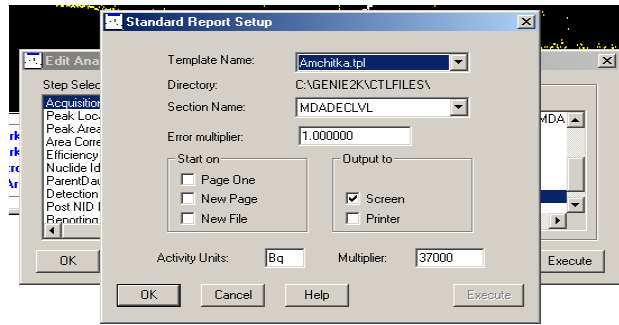 Standard Report Setup
Edit Ana
Template Name: Amchitka.tpl
Step Selec
Directory: C:\GENIE2K\CTLFILES\
Acquisition
Section Name: MDADECLVL
Peak Loc
MDA
Peak Area
Error multiplier: 1.000000
Area Corre
Efficiency
Start on
Output to
Nuclide Id
Page One
ParentDau
New Page
Screen
Detection
New File
Printer
Post NID
Reporting
Activity Units: Bq Multiplier: 37000
OK
Execute
OK Cancel Help Execute